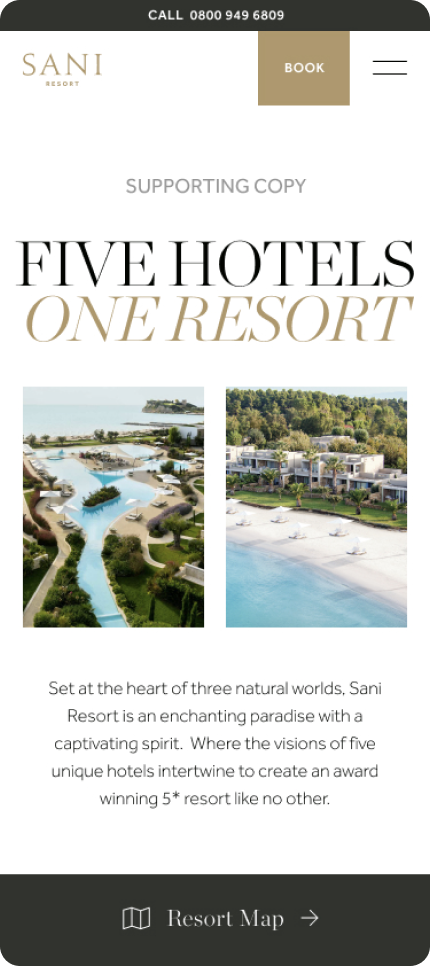 CALL 0800 949 6809
SANI
RESORT
BOOK
SUPPORTING COPY
FIVE HOTELS
ONE RESORT
Set at the heart of three natural worlds, Sani
Resort is an enchanting paradise with a
captivating spirit. Where the visions of five
unique hotels intertwine to create an award
winning 5* resort like no other.
Resort Map